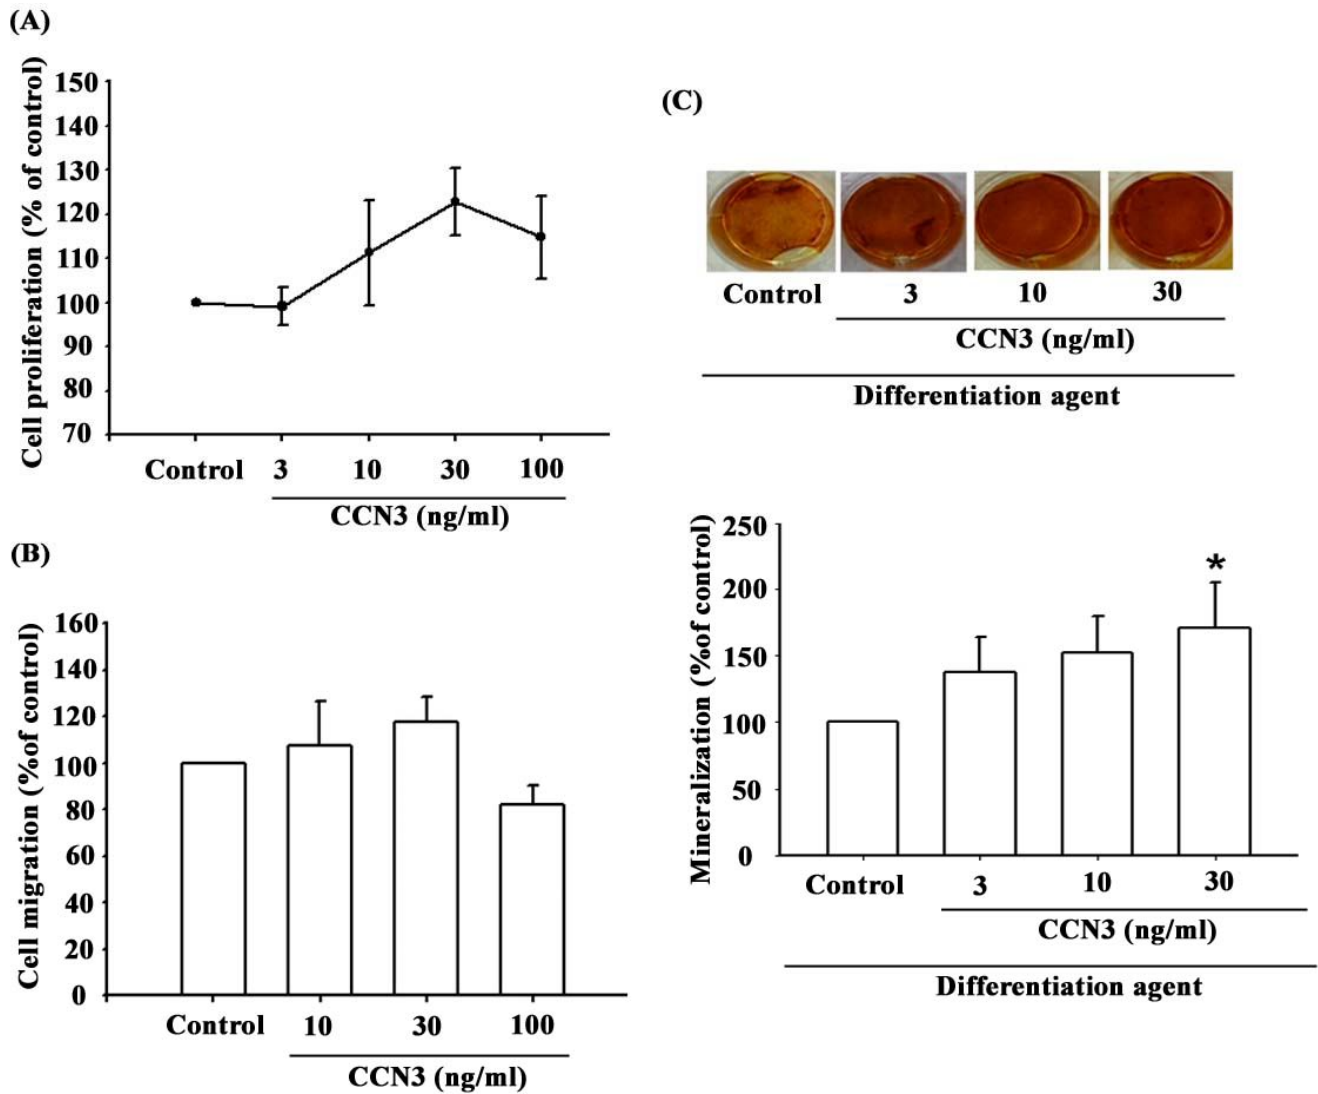 (A)
Cell proliferation (% of control)
150
140
130
120
110
100
90
80
70
Control 3 10 30 100
CCN3 (ng/ml)
(B)
Cell migration (%of control)
160
140
120
100
80
60
40
20
0
Control 10 30 100
CCN3 (ng/ml)
(C)
Control 3 10 30
CCN3 (ng/ml)
Differentiation agent
Mineralization (%of control)
250
200
150
100
50
0
*
Control 3 10 30
CCN3 (ng/ml)
Differentiation agent